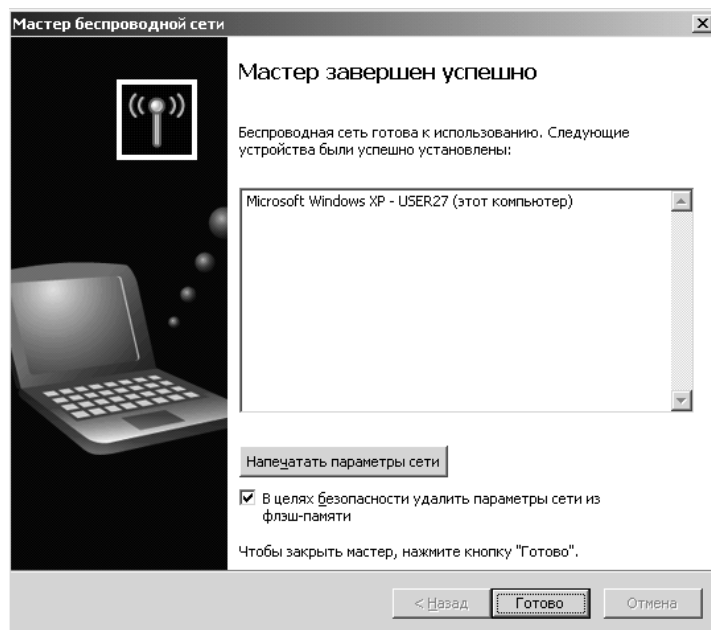 Мастер беспроводной сети
Мастер завершен успешно
Беспроводная сеть готова к использованию. Следующие
устройства были успешно установлены:
Microsoft Windows XP - USER27 (этот компьютер)
Напечатать параметры сети
В целях безопасности удалить параметры сети из
флэш-памяти
Чтобы закрыть мастер, нажмите кнопку "Готово".
< Назад
Готово
Отмена